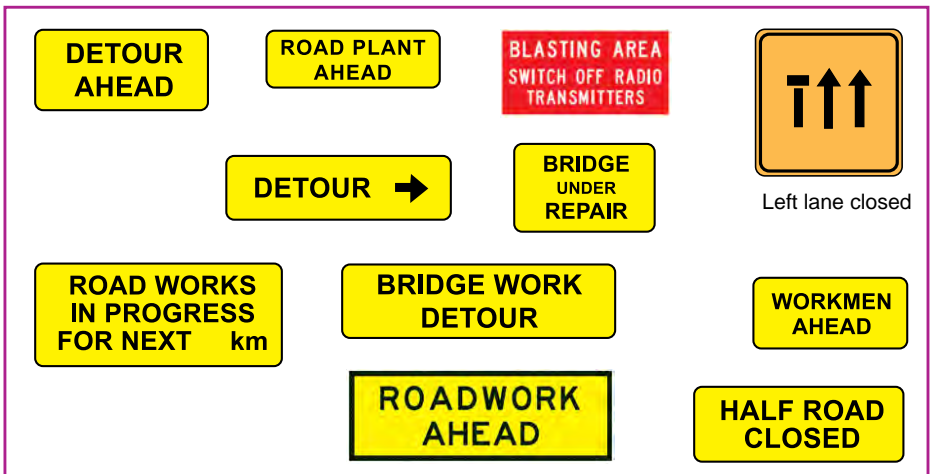 DETOUR
AHEAD
ROAD PLANT
AHEAD
BLASTING AREA
SWITCH OFF RADIO
TRANSMITTERS
Left lane closed
DETOUR
BRIDGE
UNDER
REPAIR
ROAD WORKS
IN PROGRESS
FOR NEXT km
BRIDGE WORK
DETOUR
WORKMEN
AHEAD
ROADWORK
AHEAD
HALF ROAD
CLOSED